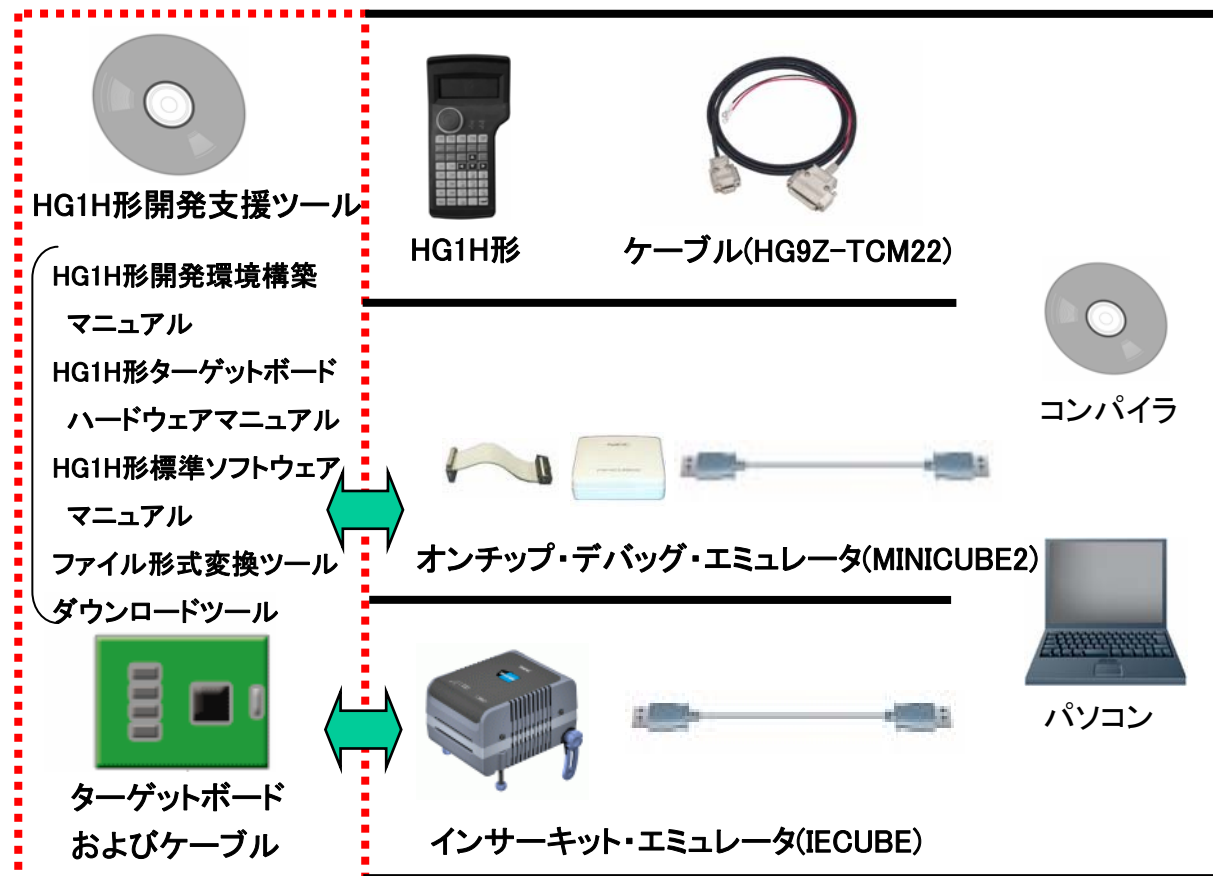 HG1H形開発支援ツール
HG1H形開発環境構築
マニュアル
HG1H形ターゲットボード
ハードウェアマニュアル
HG1H形標準ソフトウェア
マニュアル
ファイル形式変換ツール
ダウンロードツール
ターゲットボード
およびケーブル
HG1H形
ケーブル(HG9Z-TCM22)
オンチップ・デバッグ・エミュレータ(MINICUBE2)
インサーキット・エミュレータ(IECUBE)
コンパイラ
パソコン